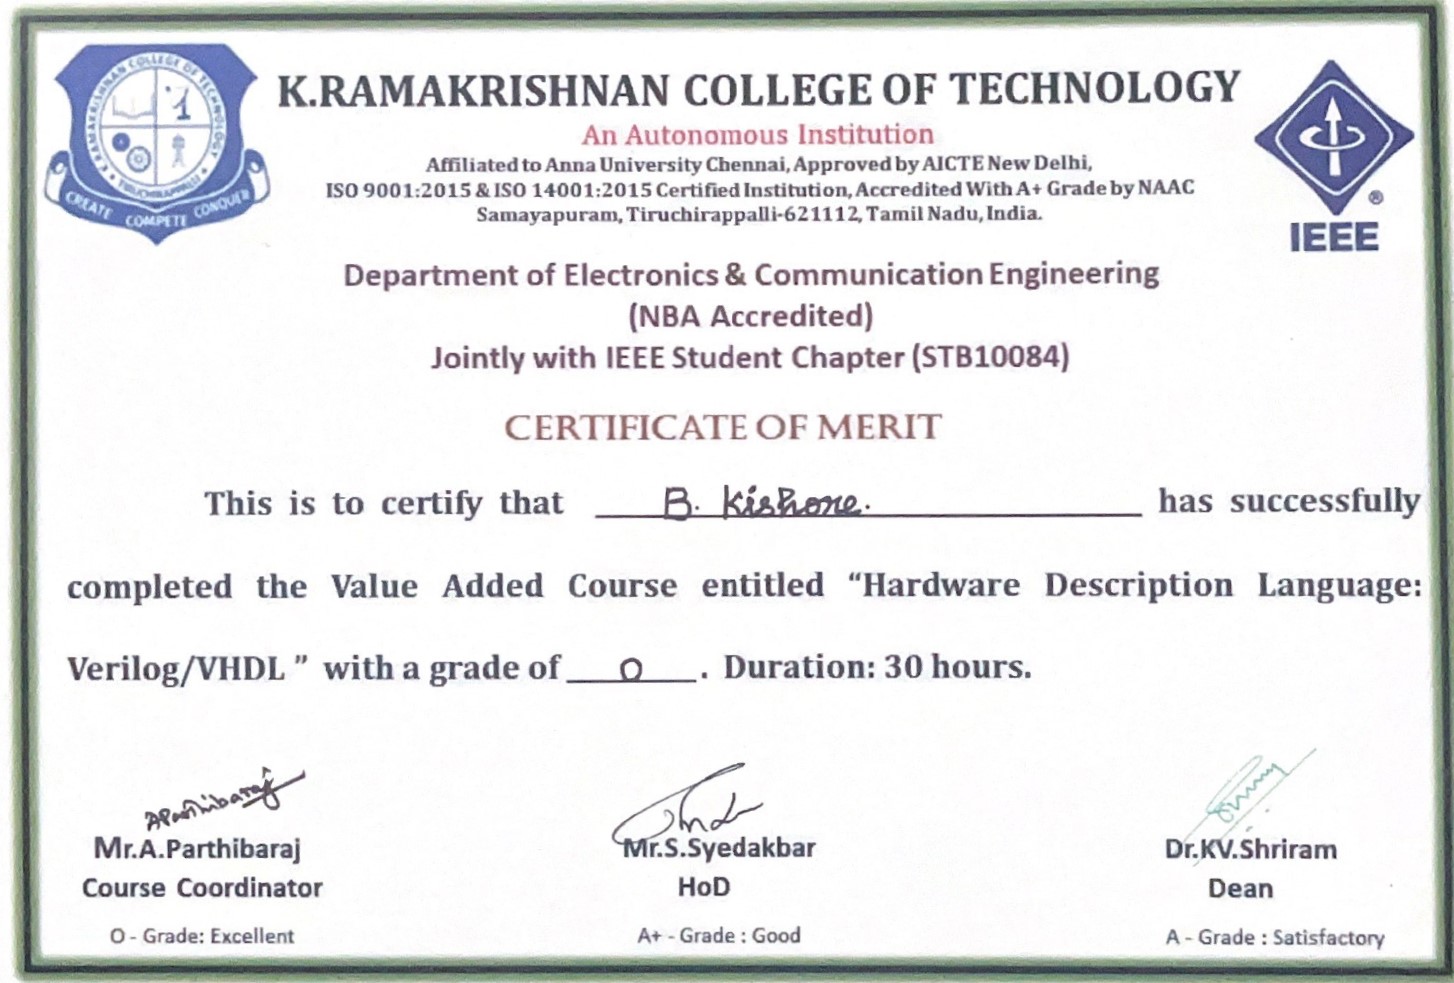 K.RAMAKRISHNAN COLLEGE OF TECHNOLOGY
An Autonomous Institution
Affiliated to Anna University Chennai, Approved by AICTE New Delhi,
ISO 9001:2015 & ISO 14001:2015 Certified Institution, Accredited With A+ Grade by NAAC
Samayapuram, Tiruchirappalli-621112, Tamil Nadu, India.
K RAMAKRISHNAN COLLEGE OF TECHNOLOGY
TIRUCHIRAPPALLI
CREATE COMPETE CONQUER
®
IEEE
Department of Electronics & Communication Engineering
(NBA Accredited)
Jointly with IEEE Student Chapter (STB10084)
CERTIFICATE OF MERIT
This is to certify that B. Kishore. has successfully
completed the Value Added Course entitled “Hardware Description Language:
Verilog/VHDL ” with a grade of O . Duration: 30 hours.
AParthibaraj
Mr.A.Parthibaraj
Course Coordinator
Mr.S.Syedakbar
HoD
Dr.KV.Shriram
Dean
O - Grade: Excellent
A+ - Grade : Good
A - Grade : Satisfactory